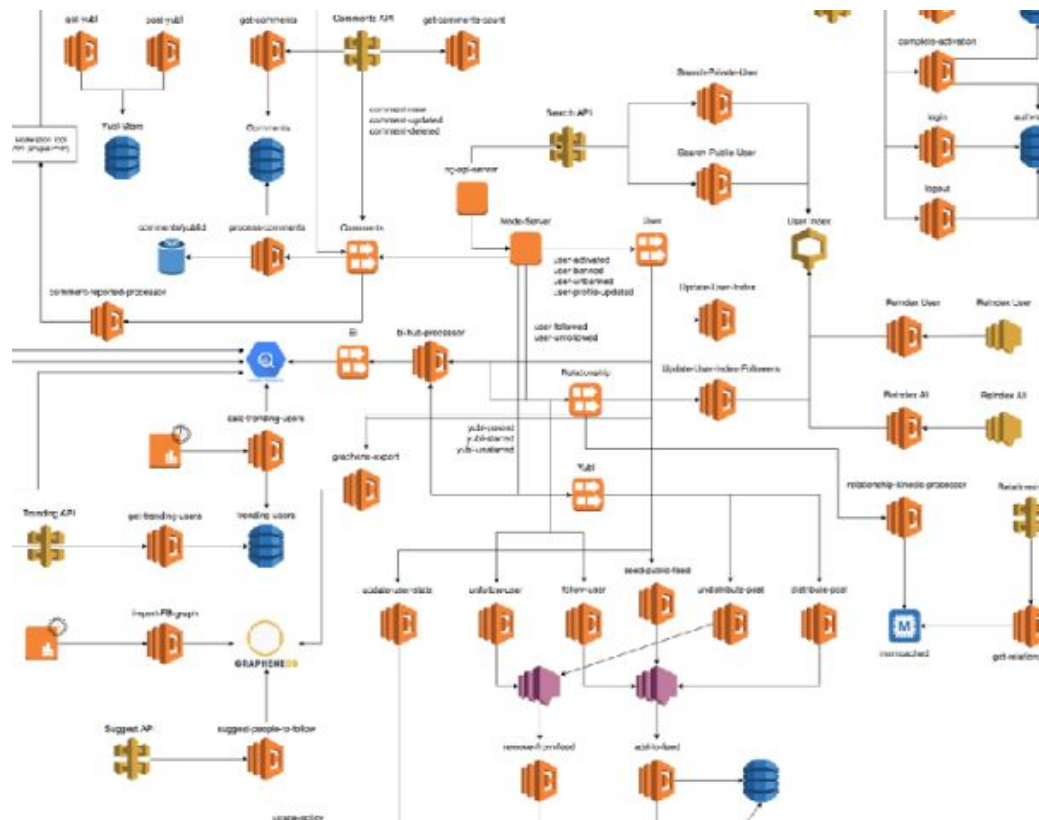 post-yubl
get-comments
Comments API
get-comments-count
complete-activation
Search-Private-User
comment-new
comment-updated
comment-deleted
Search API
Yubl-store
Comments
login
Search Public User
ng-api-server
logout
Node-Server
User
User Index
comments/publd
process-comments
Comments
user-activated
user-banned
user-unbanned
user-profile-updated
comment-reported-processor
Update-User-Index
Reindex User
Reindex User
user-followed
user-unfollowed
BI
bi-hub-processor
Relationship
Update-User-Index-Followers
Reindex All
Reindex All
calc-trending-users
yubl-posted
yubl-starred
yubl-unstarred
graphene-export
Yubl
relationship-kinesis-processor
Trending API
get-trending-users
trending-users
update-user-stats
unfollow-user
follow-user
seed-public-feed
undistribute-post
distribute-post
import-FB-graph
GRAPHENEDB
M
memcached
Suggest API
suggest-people-to-follow
remove-from-feed
add-to-feed